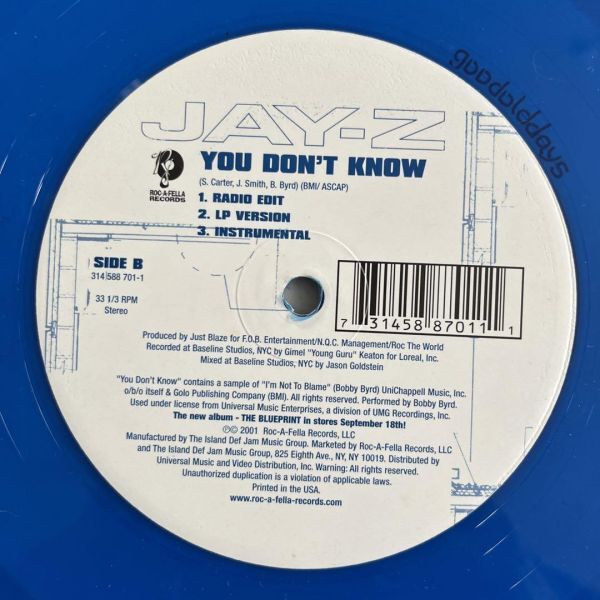 goodolddays
JAY-Z
YOU DON'T KNOW
(S. Carter, J. Smith, B. Byrd) (BMI/ ASCAP)
1. RADIO EDIT
2. LP VERSION
3. INSTRUMENTAL
Ro
ROC-A-FELLA
RECORDS
SIDE B
314 588 701-1
33 1/3 RPM
Stereo
7 31458 87011 1
Produced by Just Blaze for F.O.B. Entertainment/N.Q.C. Management/Roc The World
Recorded at Baseline Studios, NYC by Gimel "Young Guru" Keaton for Loreal, Inc.
Mixed at Baseline Studios, NYC by Jason Goldstein
"You Don't Know" contains a sample of "I'm Not To Blame" (Bobby Byrd) UniChappell Music, Inc.
o/b/o itself & Golo Publishing Company (BMI). All rights reserved. Performed by Bobby Byrd.
Used under license from Universal Music Enterprises, a division of UMG Recordings, Inc.
The new album - THE BLUEPRINT in stores September 18th!
℗© 2001 Roc-A-Fella Records, LLC
Manufactured by The Island Def Jam Music Group. Marketed by Roc-A-Fella Records, LLC
and The Island Def Jam Music Group, 825 Eighth Ave., NY, NY 10019. Distributed by
Universal Music and Video Distribution, Inc. Warning: All rights reserved.
Unauthorized duplication is a violation of applicable laws.
Printed in the USA.
www.roc-a-fella-records.com